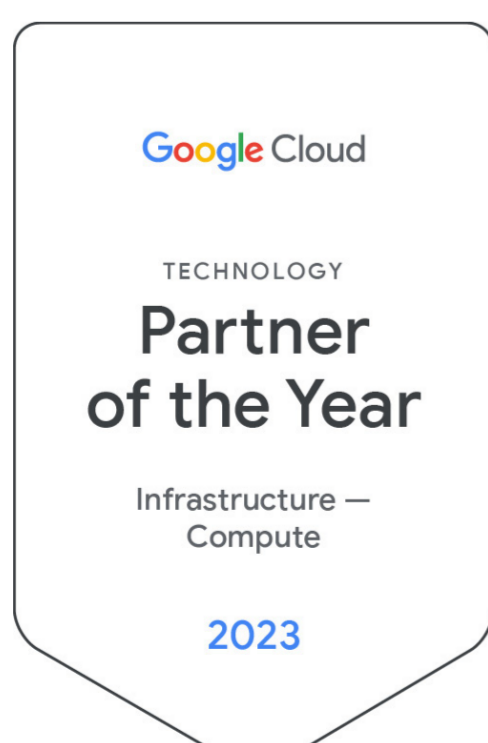 Google Cloud
TECHNOLOGY
Partner
of the Year
Infrastructure —
Compute
2023